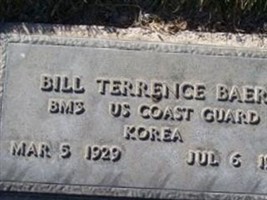 BILL TERRENCE BAER
BM3 US COAST GUARD
KOREA
MAR 5 1929 JUL 6